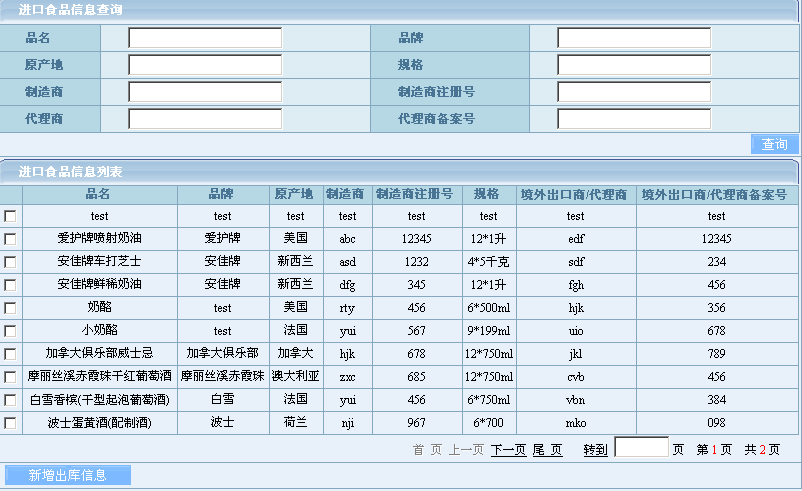 进口食品信息查询
品名 品牌
原产地 规格
制造商 制造商注册号
代理商 代理商备案号
查询
进口食品信息列表
品名 品牌 原产地 制造商 制造商注册号 规格 境外出口商/代理商 境外出口商/代理商备案号
test test test test test test test test
爱护牌喷射奶油 爱护牌 美国 abc 12345 12*1升 edf 12345
安佳牌车打芝士 安佳牌 新西兰 asd 1232 4*5千克 sdf 234
安佳牌鲜稀奶油 安佳牌 新西兰 dfg 345 12*1升 fgh 456
奶酪 test 美国 rty 456 6*500ml hjk 356
小奶酪 test 法国 yui 567 9*199ml uio 678
加拿大俱乐部威士忌 加拿大俱乐部 加拿大 hjk 678 12*750ml jkl 789
摩丽丝溪赤霞珠干红葡萄酒 摩丽丝溪赤霞珠 澳大利亚 zxc 685 12*750ml cvb 456
白雪香槟(干型起泡葡萄酒) 白雪 法国 yui 456 6*750ml vbn 384
波士蛋黄酒(配制酒) 波士 荷兰 nji 967 6*700 mko 098
首 页 上一页 下一页 尾 页 转到 页 第 1 页 共 2 页
新增出库信息